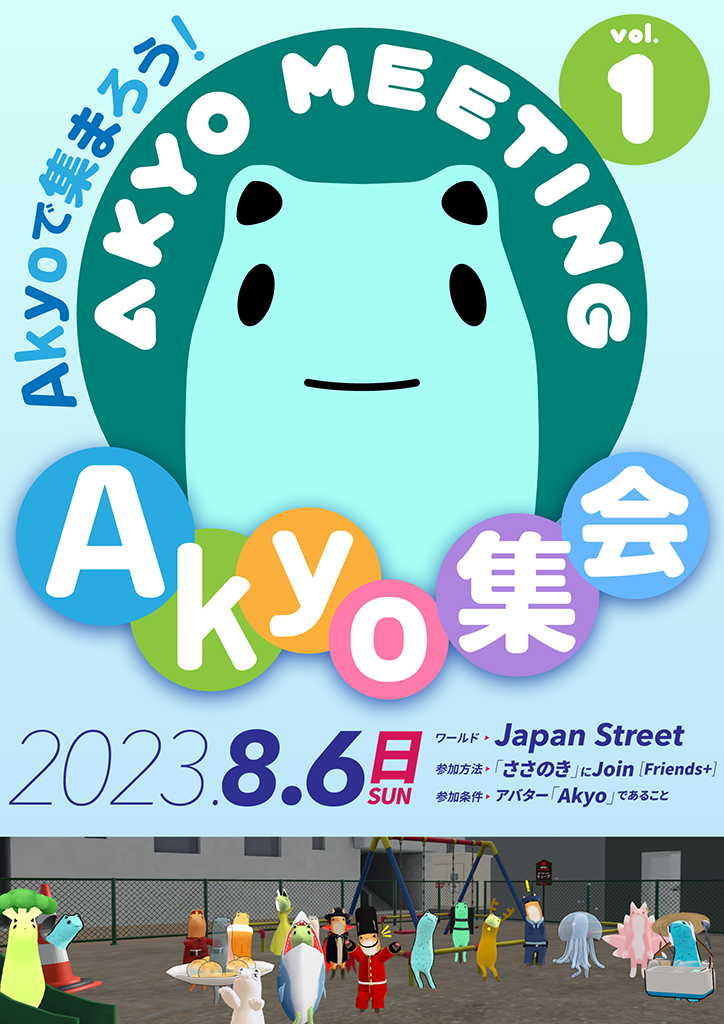 Akyoで集まろう!
AKYO MEETING
vol.
1
Akyo集会
2023.8.6日
SUN
ワールド▶Japan Street
参加方法▶「ささのき」にJoin [Friends+]
参加条件▶アバター「Akyo」であること